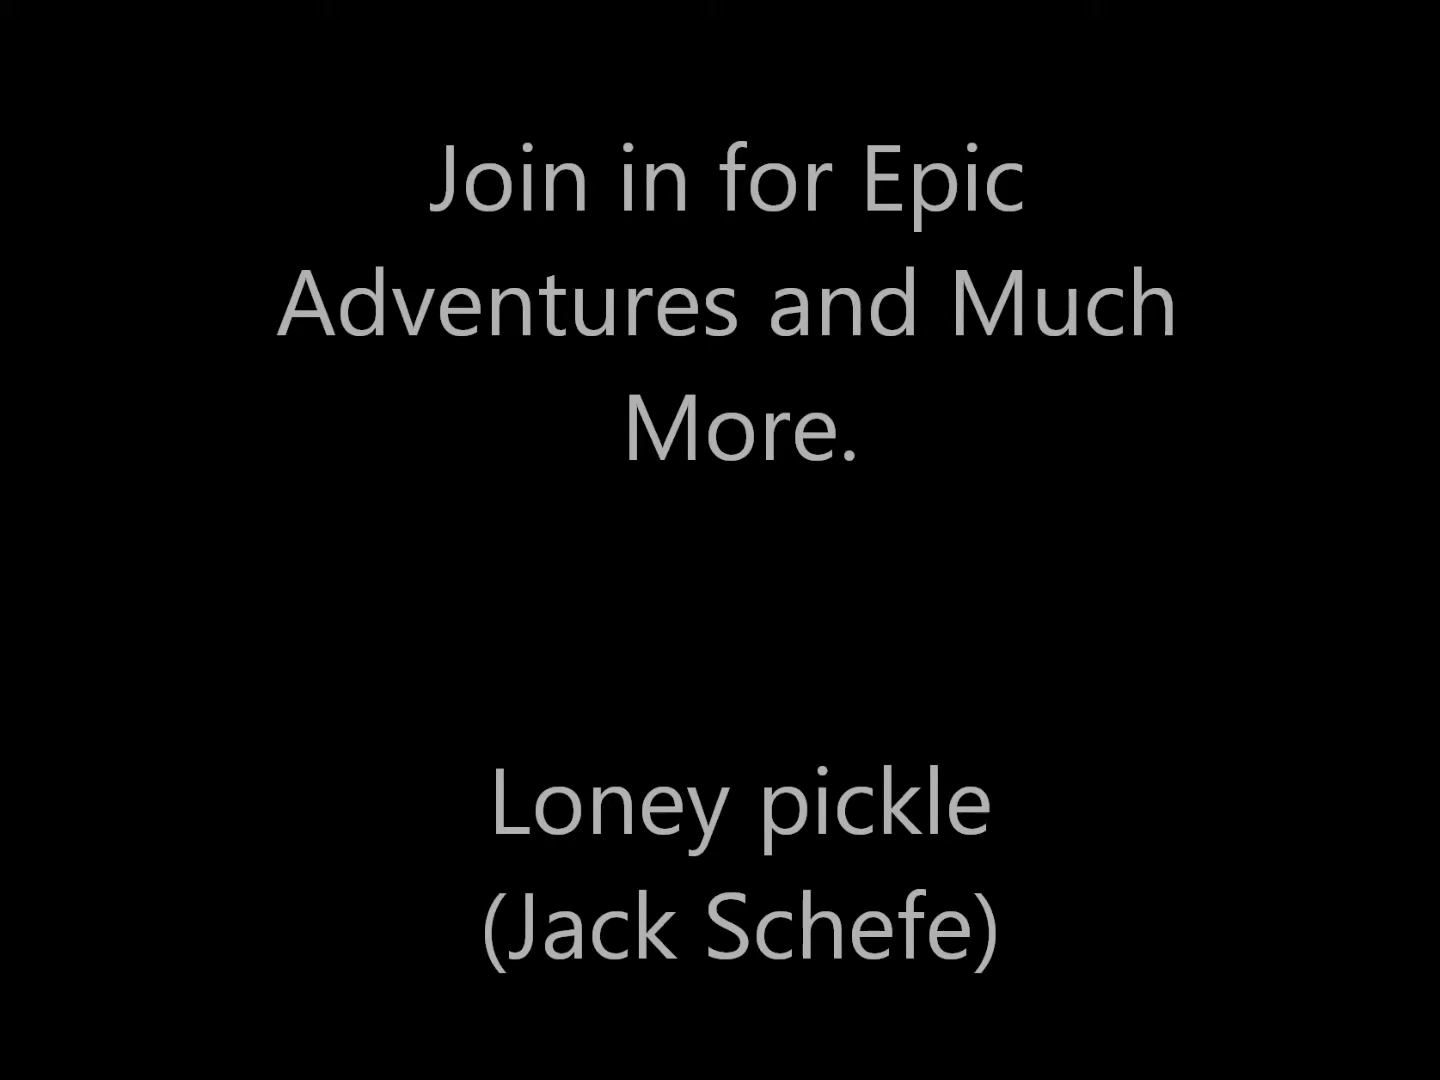 Join in for Epic
Adventures and Much
More.
Loney pickle
(Jack Schefe)